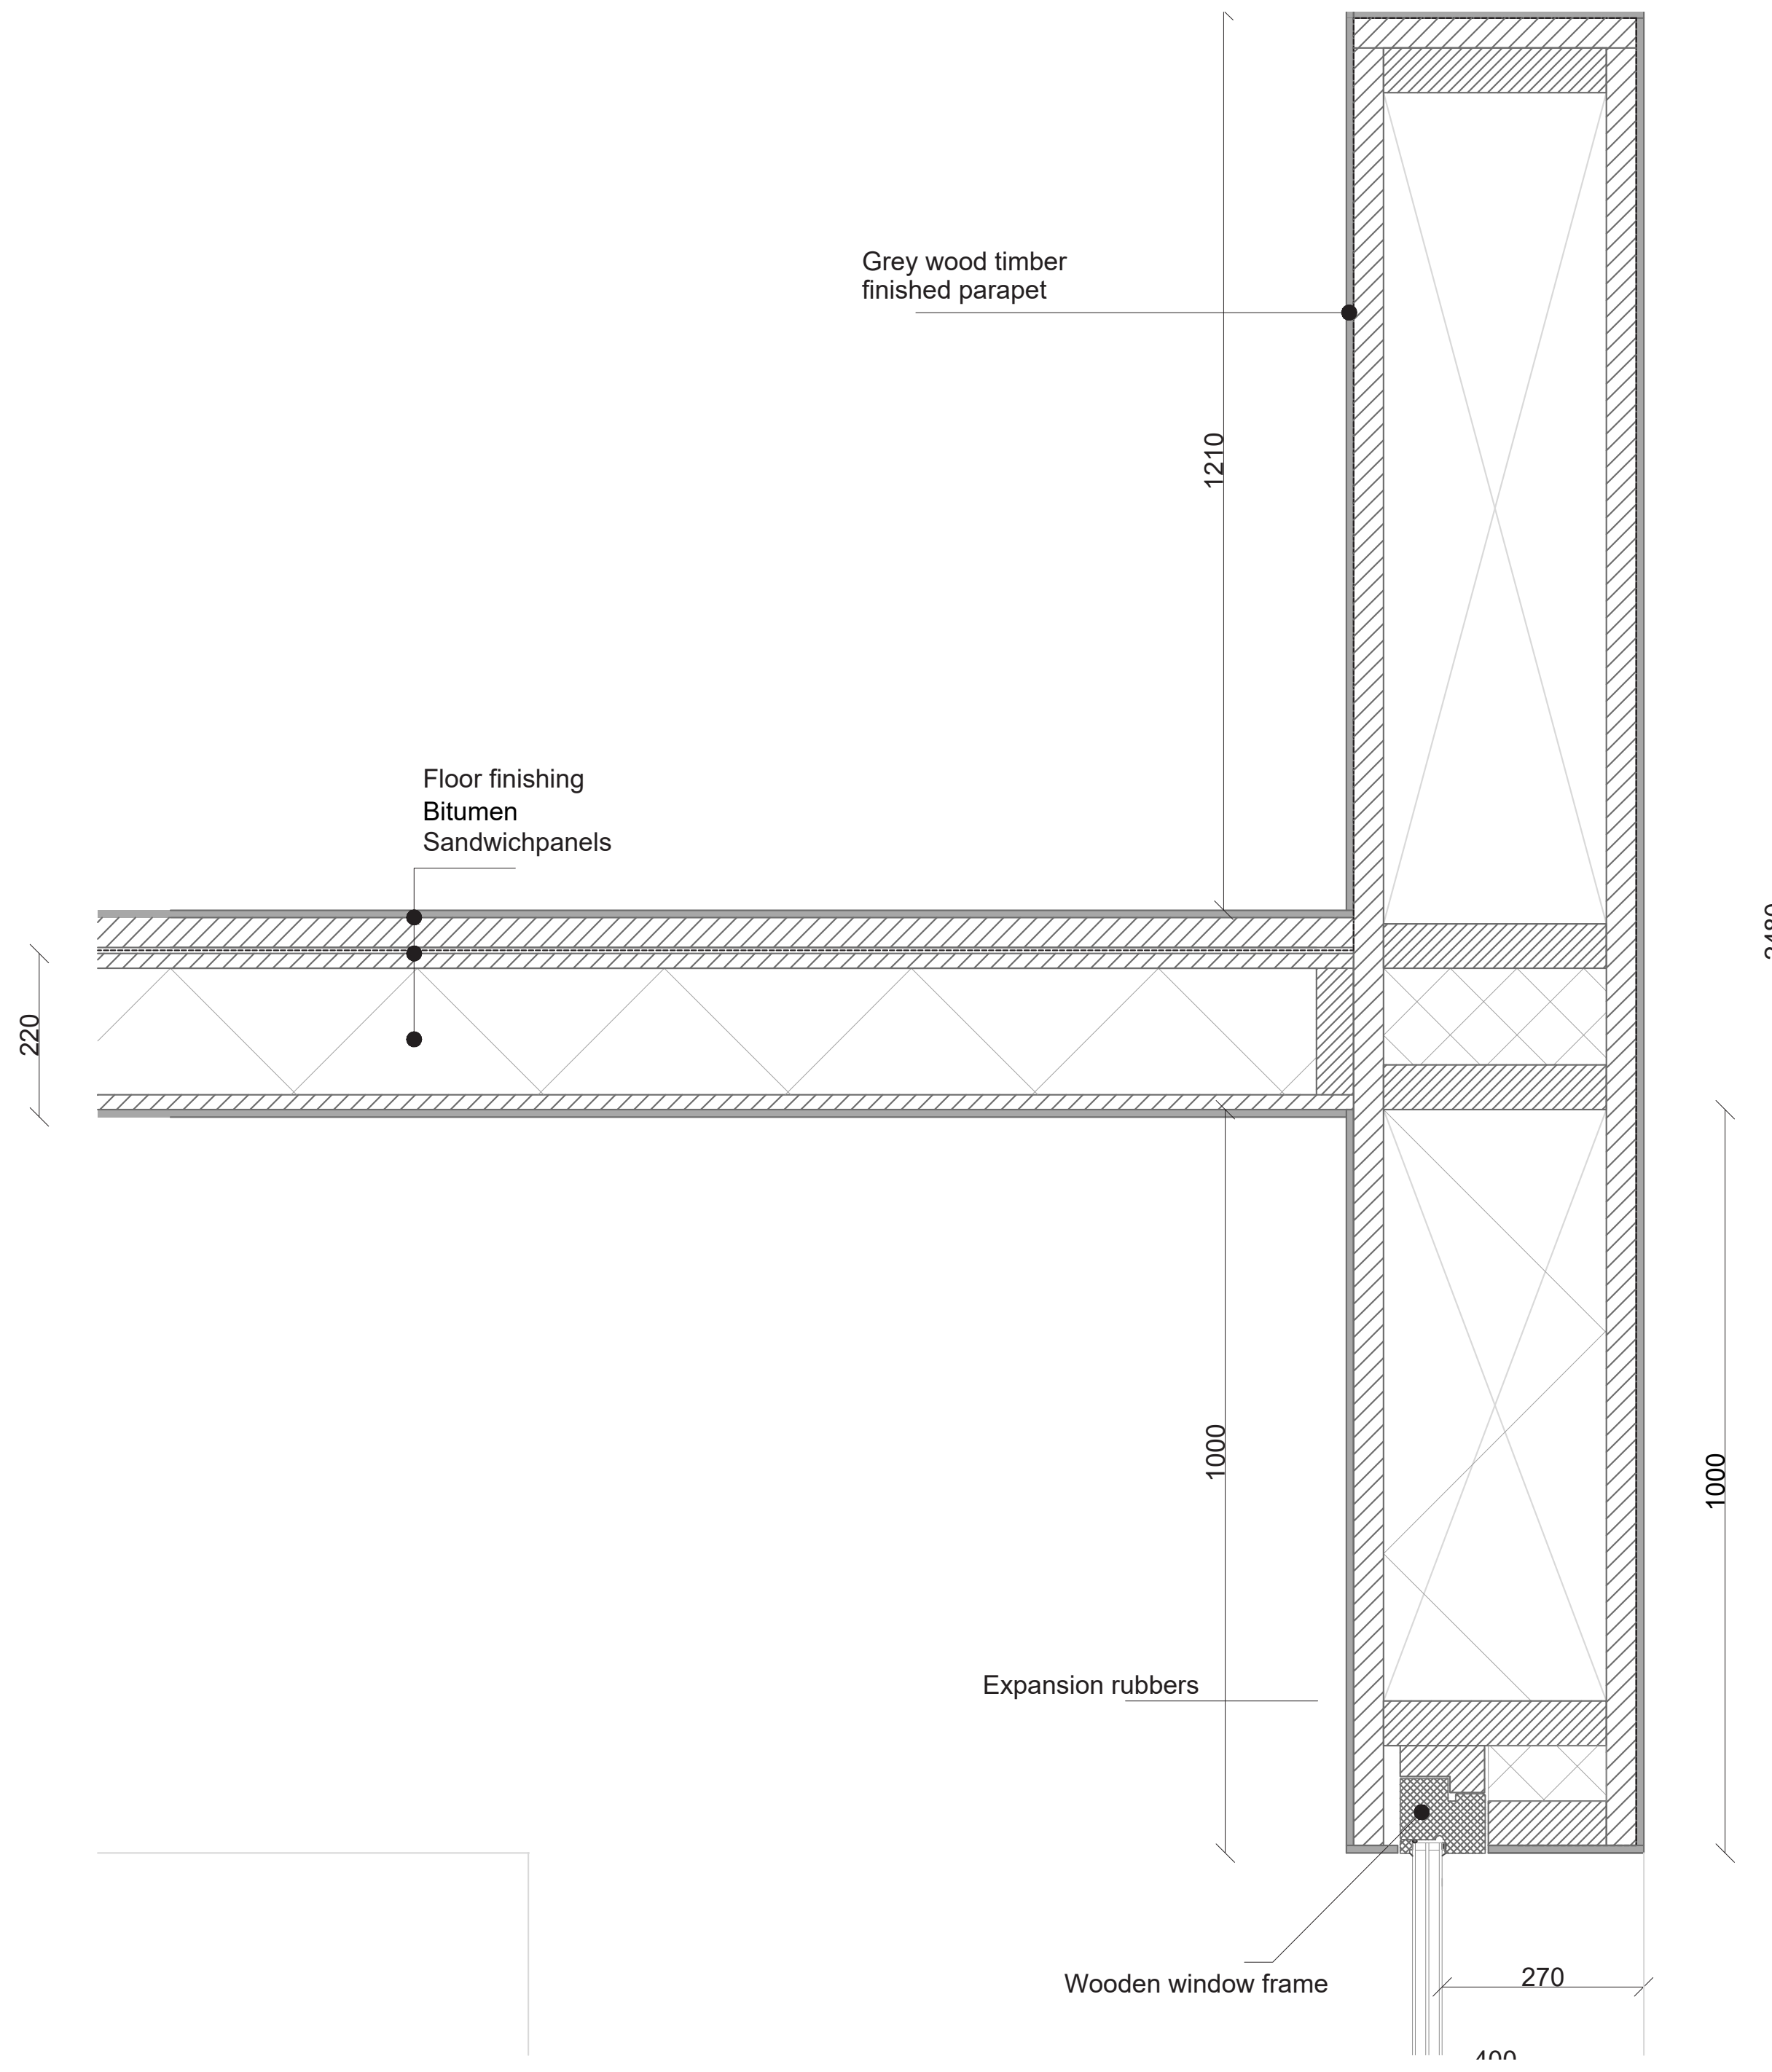 Grey wood timber
finished parapet
1210
Floor finishing
Bitumen
Sandwichpanels
220
1000
1000
Expansion rubbers
Wooden window frame
270